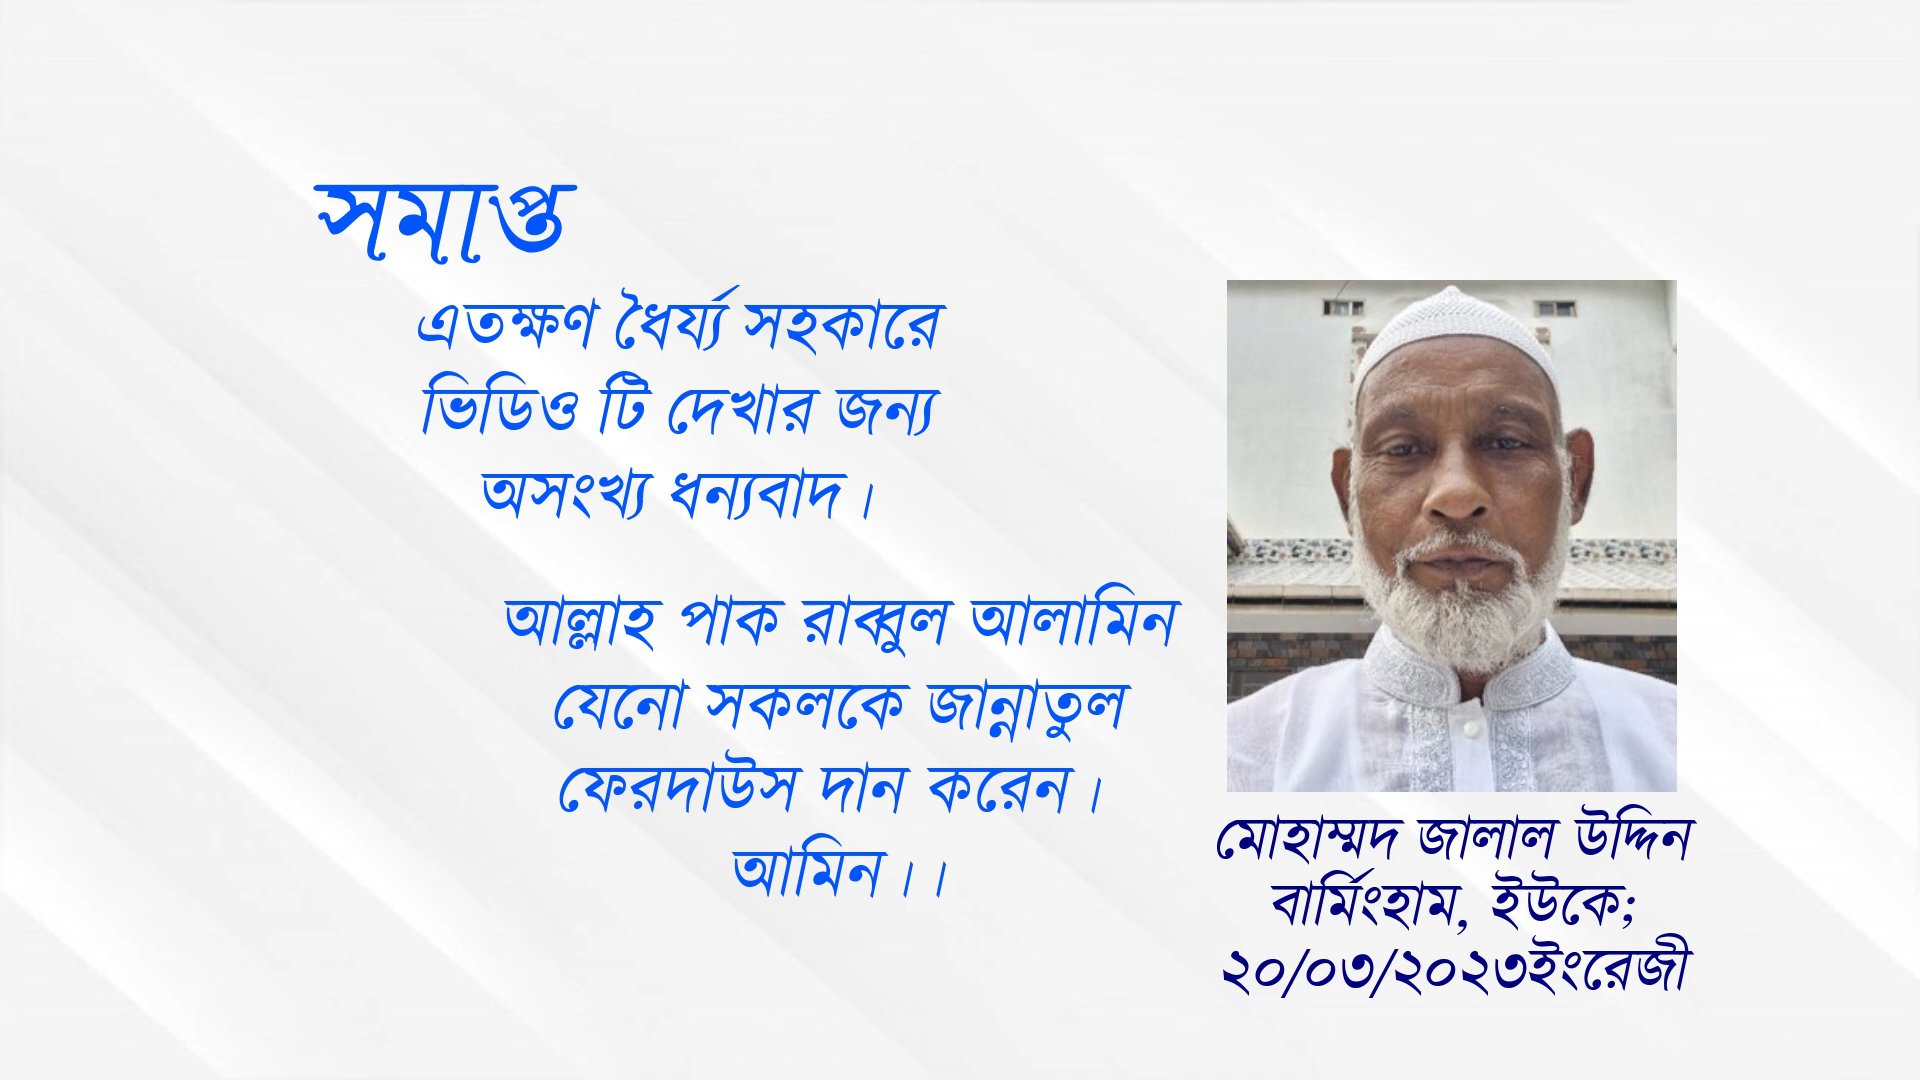 সমাপ্ত
এতক্ষণ ধৈর্য্য সহকারে
ভিডিও টি দেখার জন্য
অসংখ্য ধন্যবাদ।
আল্লাহ পাক রাব্বুল আলামিন
যেনো সকলকে জান্নাতুল
ফেরদাউস দান করেন।
আমিন।।
মোহাম্মদ জালাল উদ্দিন
বার্মিংহাম, ইউকে;
২০/০৩/২০২৩ইংরেজী